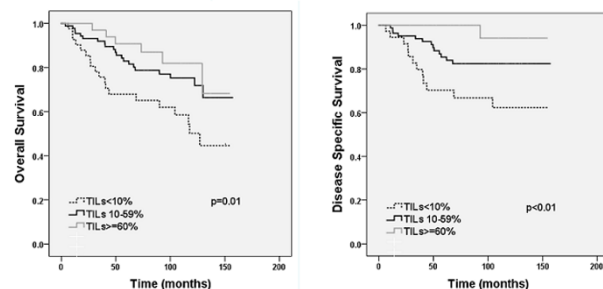 Overall Survival
1.0
0.8
0.6
0.4
0.2
0.0
TILs<10%
TILs 10-59%
TILs>=60%
p=0.01
0
50
100
150
200
Time (months)
Disease Specific Survival
1.0
0.8
0.6
0.4
0.2
0.0
TILs<10%
TILs 10-59%
TILs>=60%
p<0.01
0
50
100
150
200
Time (months)